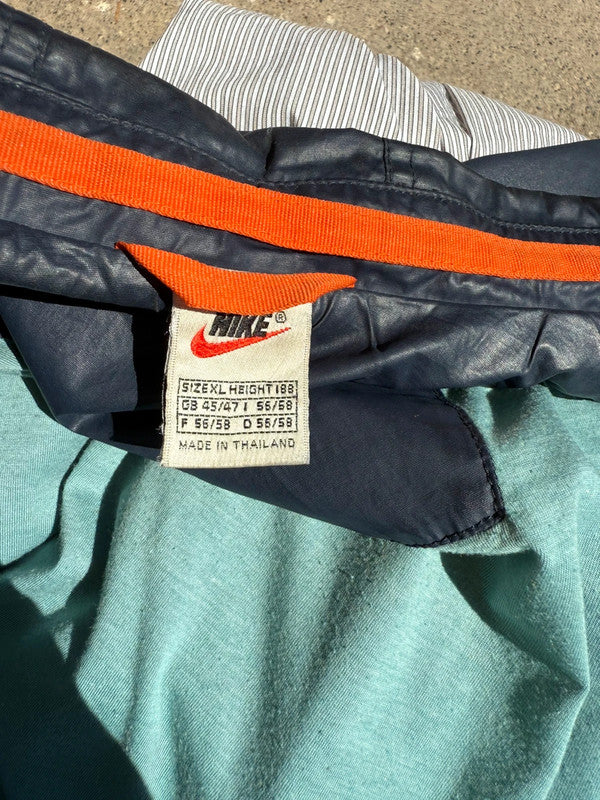 NIKE®
SIZE XL HEIGHT 188
GB 45/47 I 56/58
F 56/58 D 56/58
MADE IN THAILAND